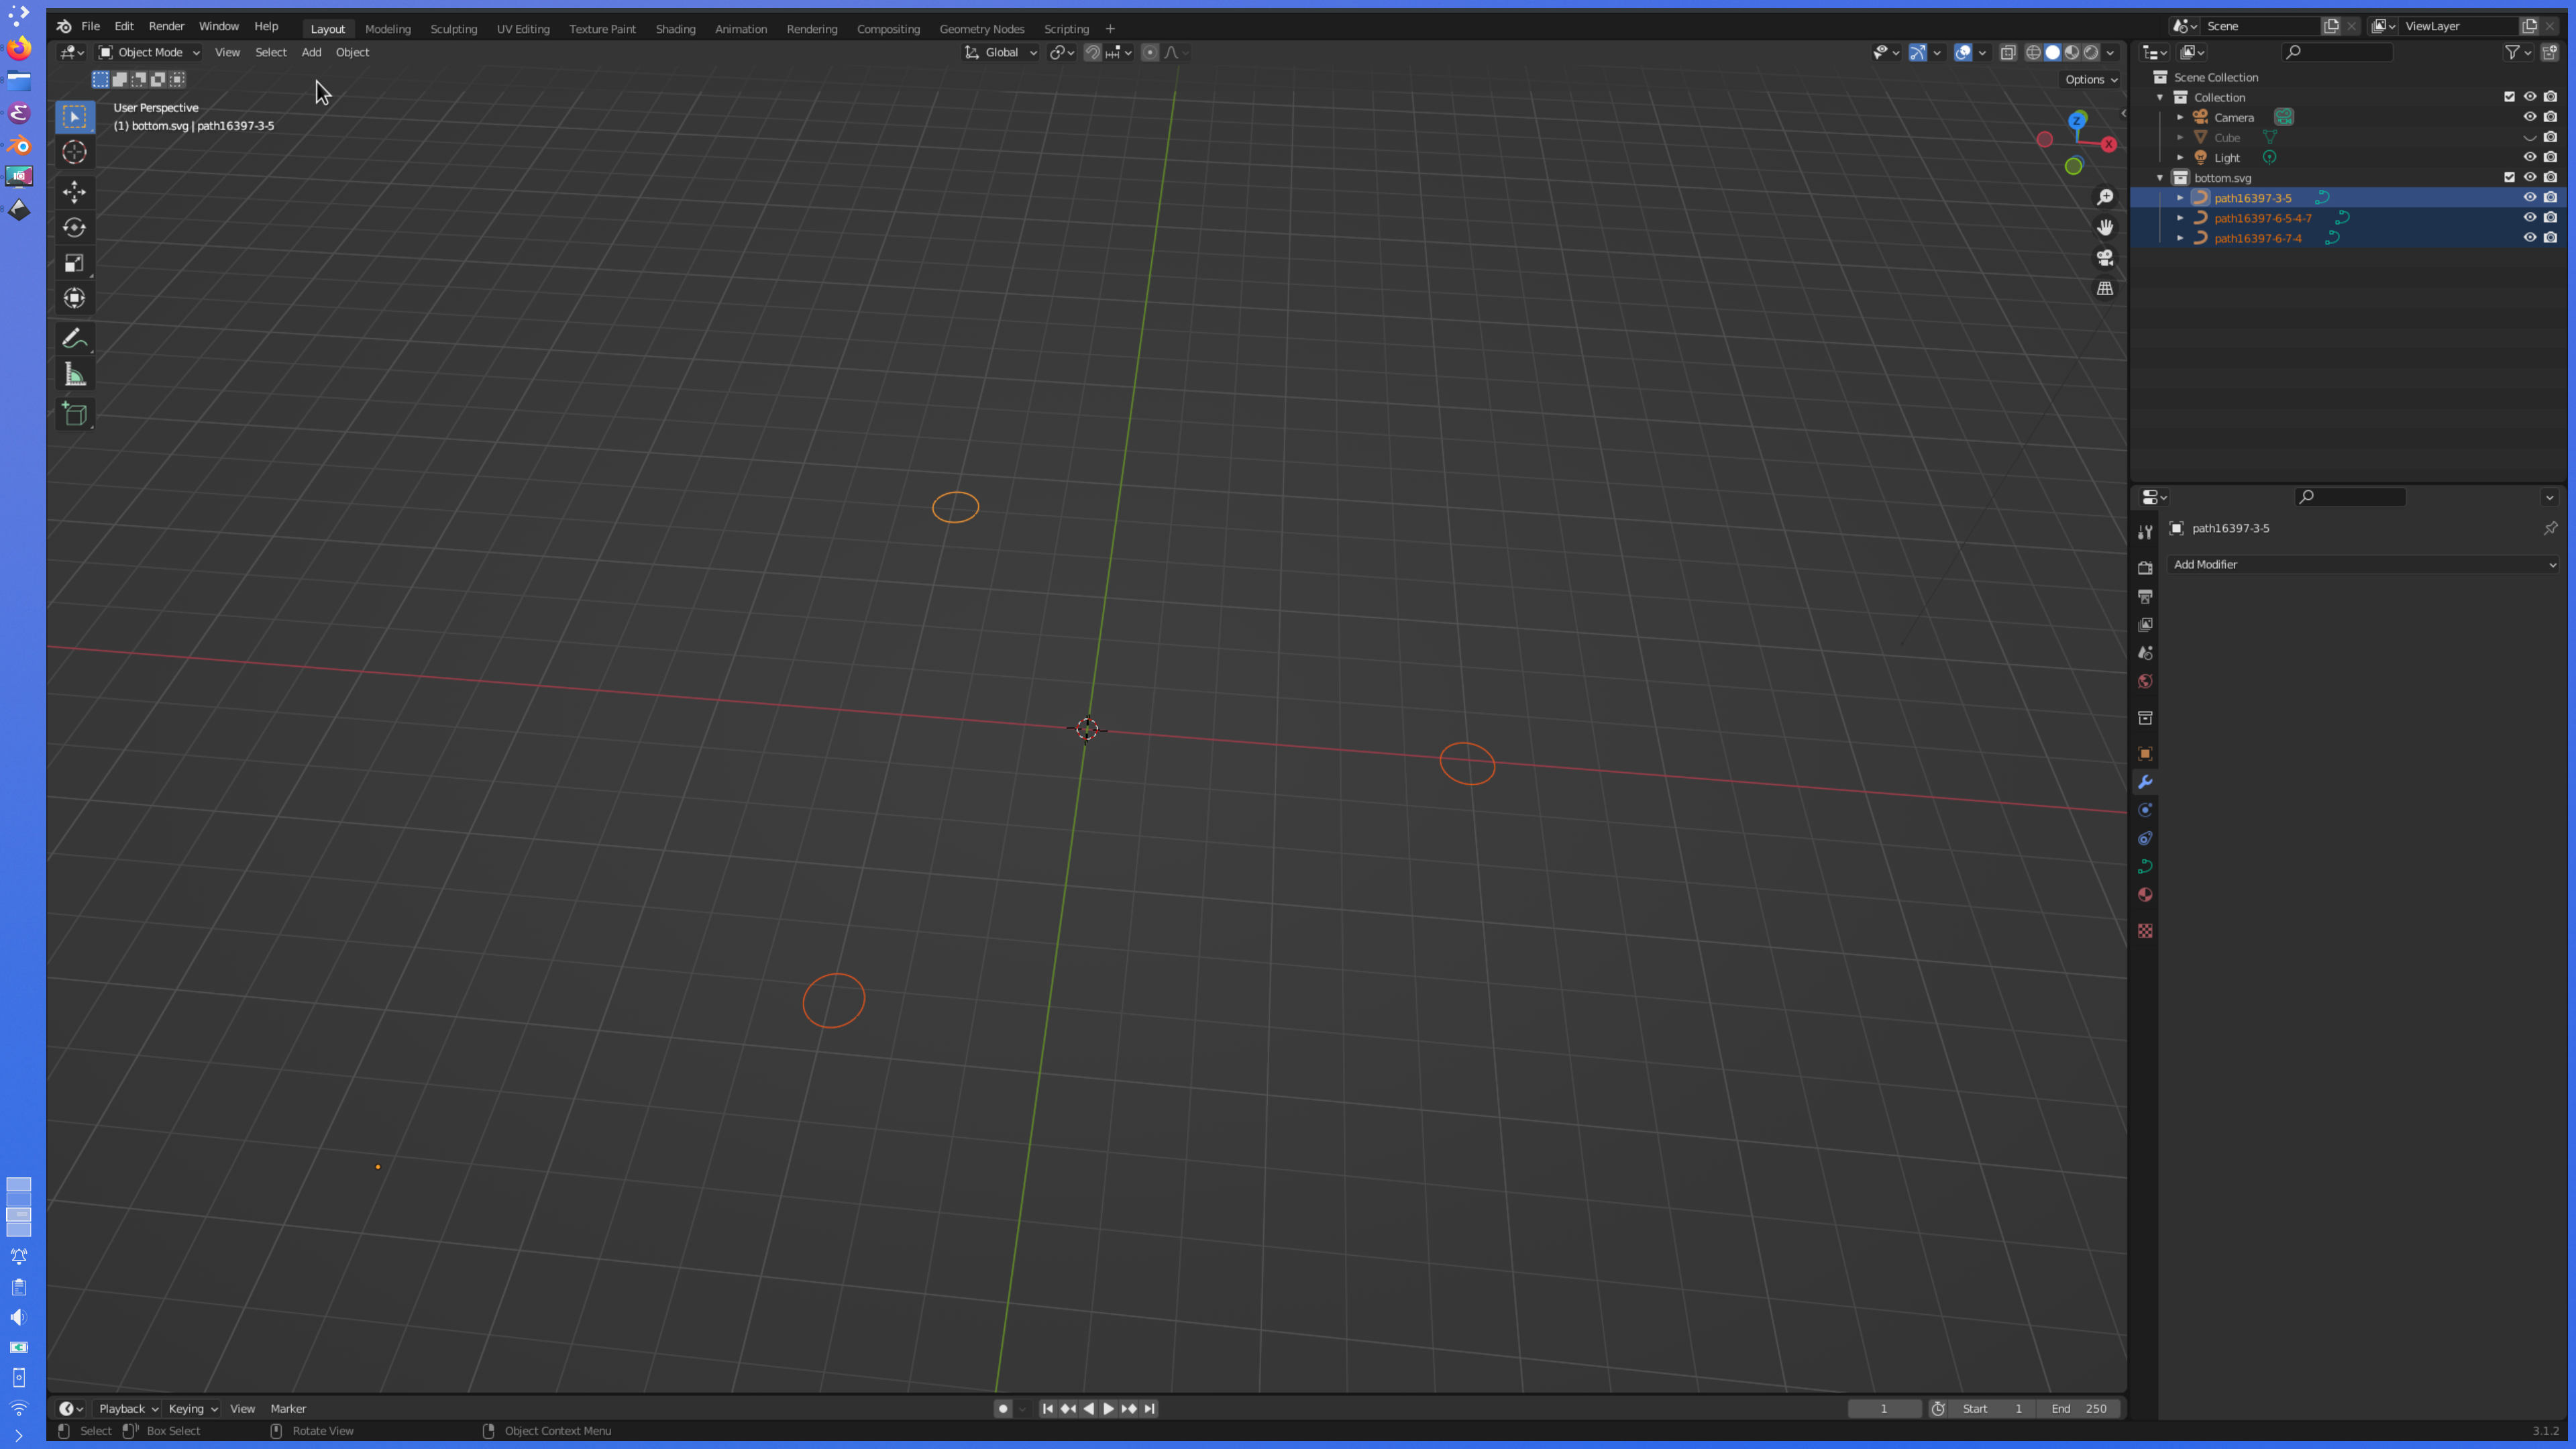 File Edit Render Window Help Layout Modeling Sculpting UV Editing Texture Paint Shading Animation Rendering Compositing Geometry Nodes Scripting + Scene ViewLayer
Object Mode View Select Add Object Global
Options
User Perspective
(1) bottom.svg | path16397-3-5
Z
X
Scene Collection
Collection
Camera
Cube
Light
bottom.svg
path16397-3-5
path16397-6-5-4-7
path16397-6-7-4
path16397-3-5
Add Modifier
Playback Keying View Marker 1 Start 1 End 250
Select Box Select Rotate View Object Context Menu 3.1.2